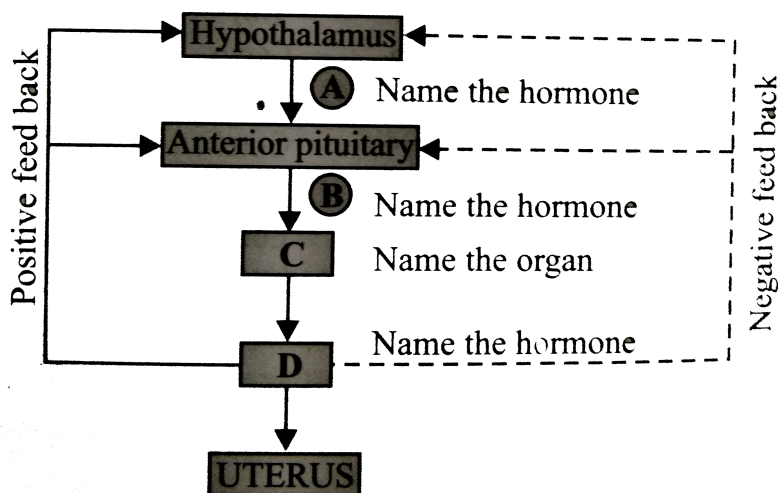 Hypothalamus
A Name the hormone
Anterior pituitary
B Name the hormone
C Name the organ
D Name the hormone
UTERUS
Positive feed back
Negative feed back